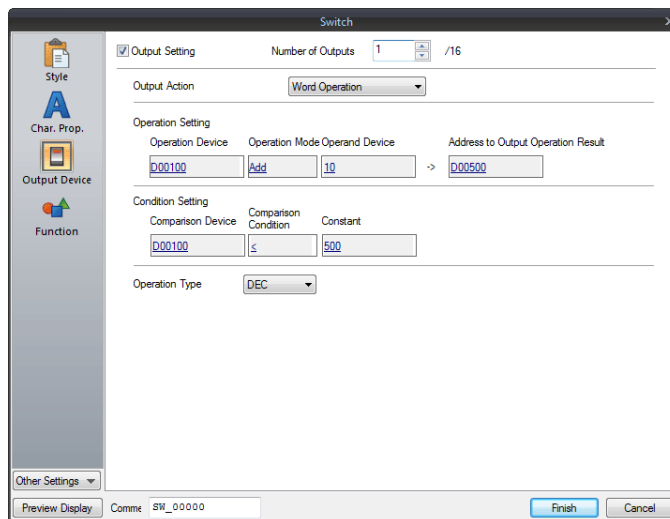 Switch
Style
Char. Prop.
Output Device
Function
Output Setting Number of Outputs 1 /16
Output Action Word Operation
Operation Setting
Operation Device Operation Mode Operand Device Address to Output Operation Result
D00100 Add 10 -> D00500
Condition Setting
Comparison Device Comparison Condition Constant
D00100 < 500
Operation Type DEC
Other Settings
Preview Display Comme SW_00000 Finish Cancel